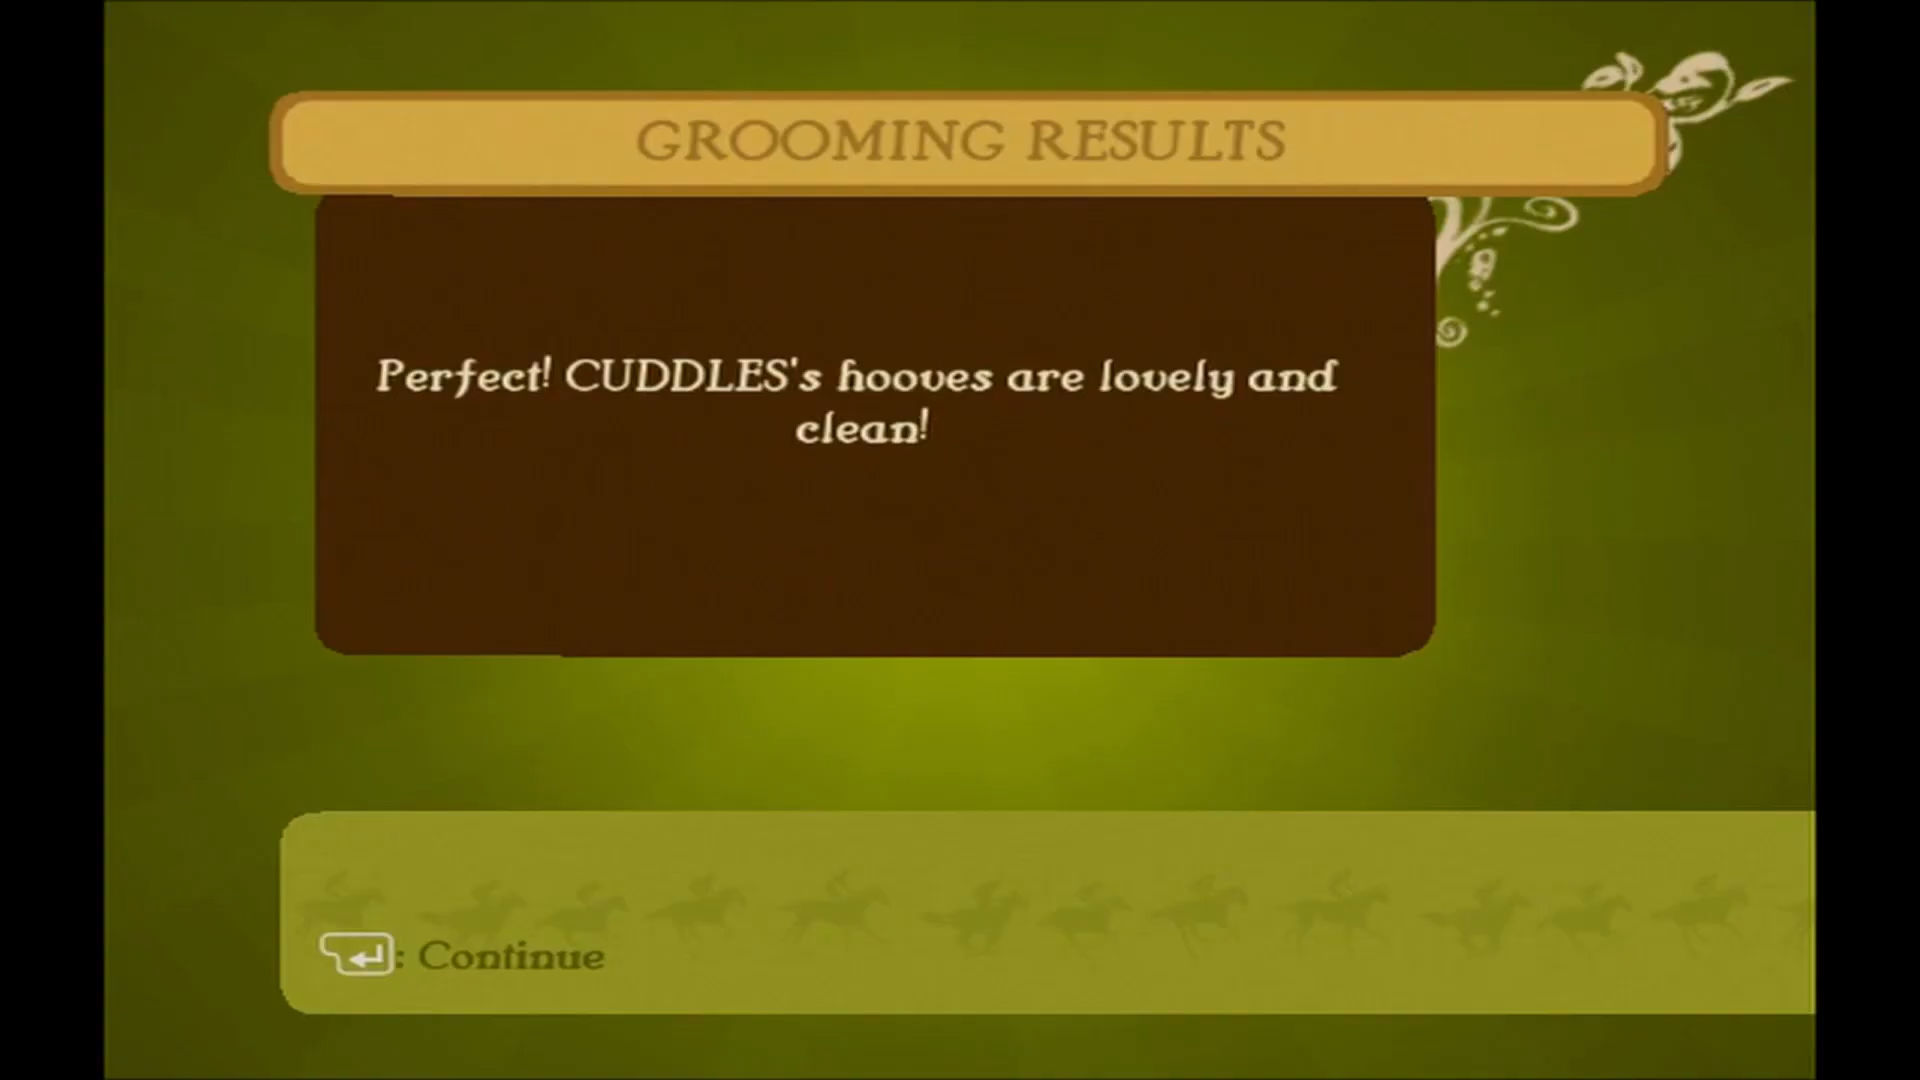 GROOMING RESULTS
Perfect! CUDDLES's hooves are lovely and
clean!
: Continue